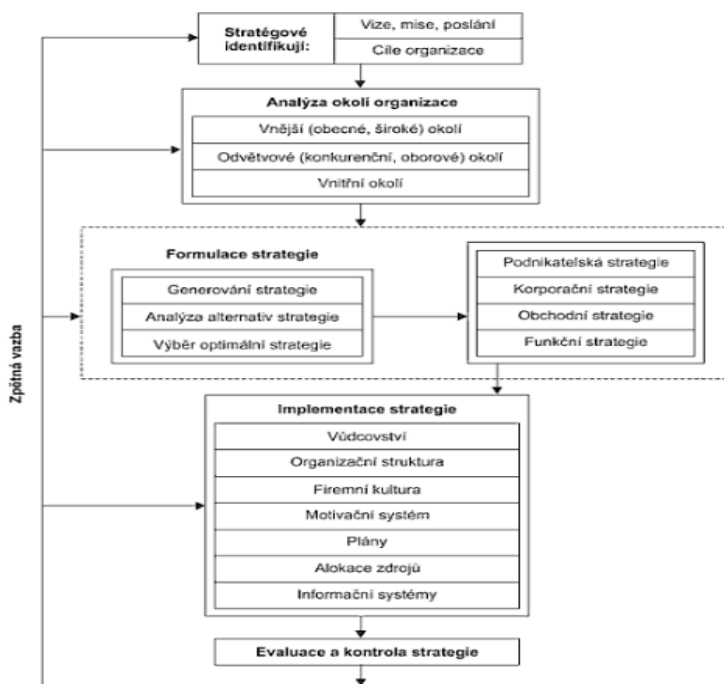 Stratégové
identifikují:
Vize, mise, poslání
Cíle organizace
Analýza okolí organizace
Vnější (obecné, široké) okolí
Odvětvové (konkurenční, oborové) okolí
Vnitřní okolí
Formulace strategie
Generování strategie
Analýza alternativ strategie
Výběr optimální strategie
Podnikatelská strategie
Korporační strategie
Obchodní strategie
Funkční strategie
Zpětná vazba
Implementace strategie
Vůdcovství
Organizační struktura
Firemní kultura
Motivační systém
Plány
Alokace zdrojů
Informační systémy
Evaluace a kontrola strategie